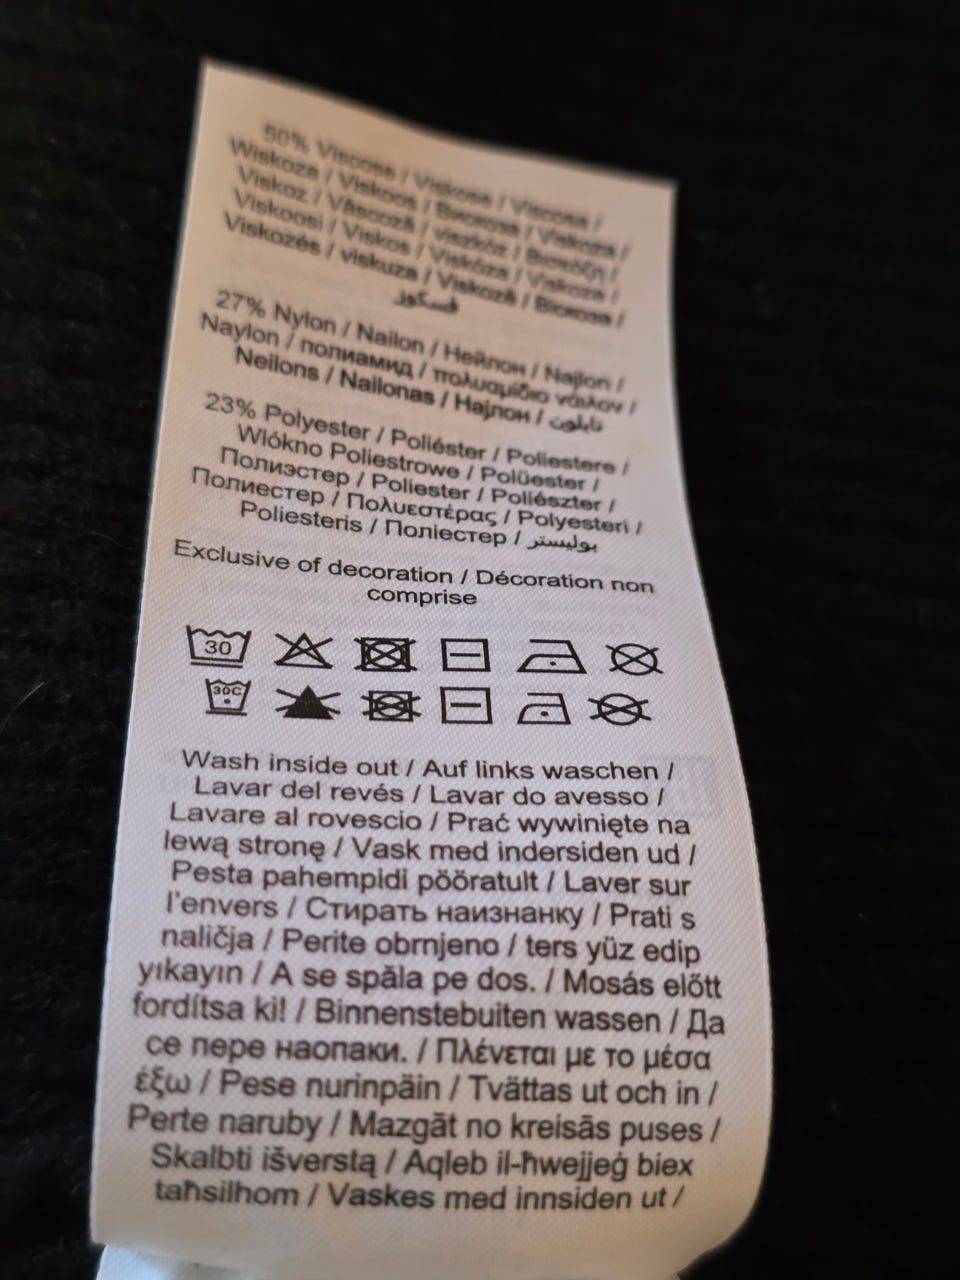 50% Viscose / Viskose / Viscosa /
Wiskoza / Viskoos / Вискоза / Viskoza /
Viskoz / Vâscoză / viszkóz / Βισκόζη /
Viskoosi / Viskos / Viskóza / Viskoze /
Viskozės / viskuza / Viskoză / Віскоза /
فسكوز
27% Nylon / Nailon / Нейлон / Najlon /
Naylon / полиамид / πολυαμίδιο νάιλον /
Neilons / Nailonas / Најлон / نايلون
23% Polyester / Poliéster / Poliestere /
Wlókno Poliestrowe / Polüester /
Полиэстер / Poliester / Poliészter /
Полиестер / Πολυεστέρας / Polyesteri /
Poliesteris / Поліестер / بوليستر
Exclusive of decoration / Décoration non
comprise
30
30C
Wash inside out / Auf links waschen /
Lavar del revés / Lavar do avesso /
Lavare al rovescio / Prać wywinięte na
lewą stronę / Vask med indersiden ud /
Pesta pahempidi pööratult / Laver sur
l'envers / Стирать наизнанку / Prati s
naličja / Perite obrnjeno / ters yüz edip
yıkayın / A se spăla pe dos. / Mosás előtt
fordítsa ki! / Binnenstebuiten wassen / Да
се пере наопаки. / Πλένεται με το μέσα
έξω / Pese nurinpäin / Tvättas ut och in /
Perte naruby / Mazgāt no kreisās puses /
Skalbti išverstą / Aqleb il-ħwejjeġ biex
taħsilhom / Vaskes med innsiden ut /